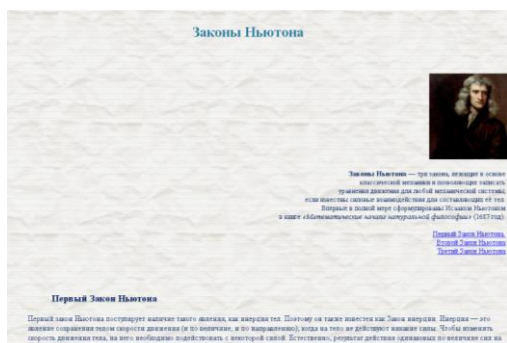 Законы Ньютона
Законы Ньютона — три закона, лежащие в основе
классической механики и позволяющие записать
уравнения движения для любой механической системы,
если известны силовые взаимодействия для составляющих её тел.
Впервые в полной мере сформулированы Исааком Ньютоном
в книге «Математические начала натуральной философии» (1687 год).
Первый Закон Ньютона
Второй Закон Ньютона
Третий Закон Ньютона
Первый Закон Ньютона
Первый закон Ньютона постулирует наличие такого явления, как инерция тел. Поэтому он также известен как Закон инерции. Инерция — это
явление сохранения телом скорости движения (и по величине, и по направлению), когда на тело не действуют никакие силы. Чтобы изменить
скорость движения тела, на него необходимо подействовать с некоторой силой. Естественно, результат действия одинаковых по величине сил на